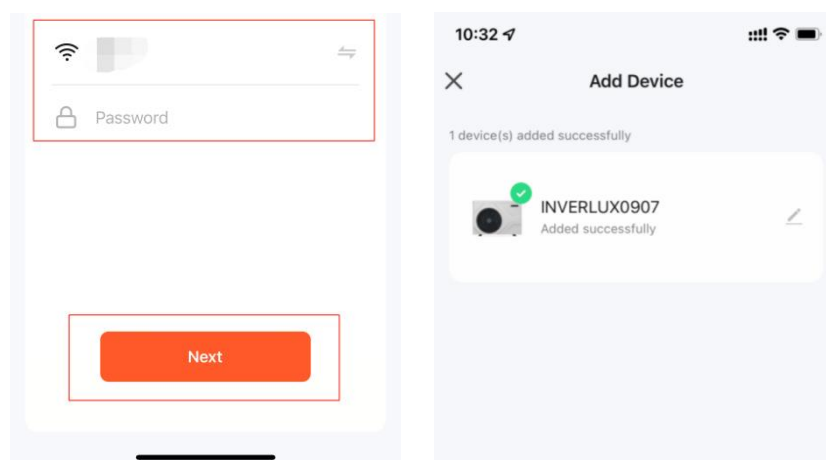 Password
Next
10:32
Add Device
1 device(s) added successfully
INVERLUX0907
Added successfully